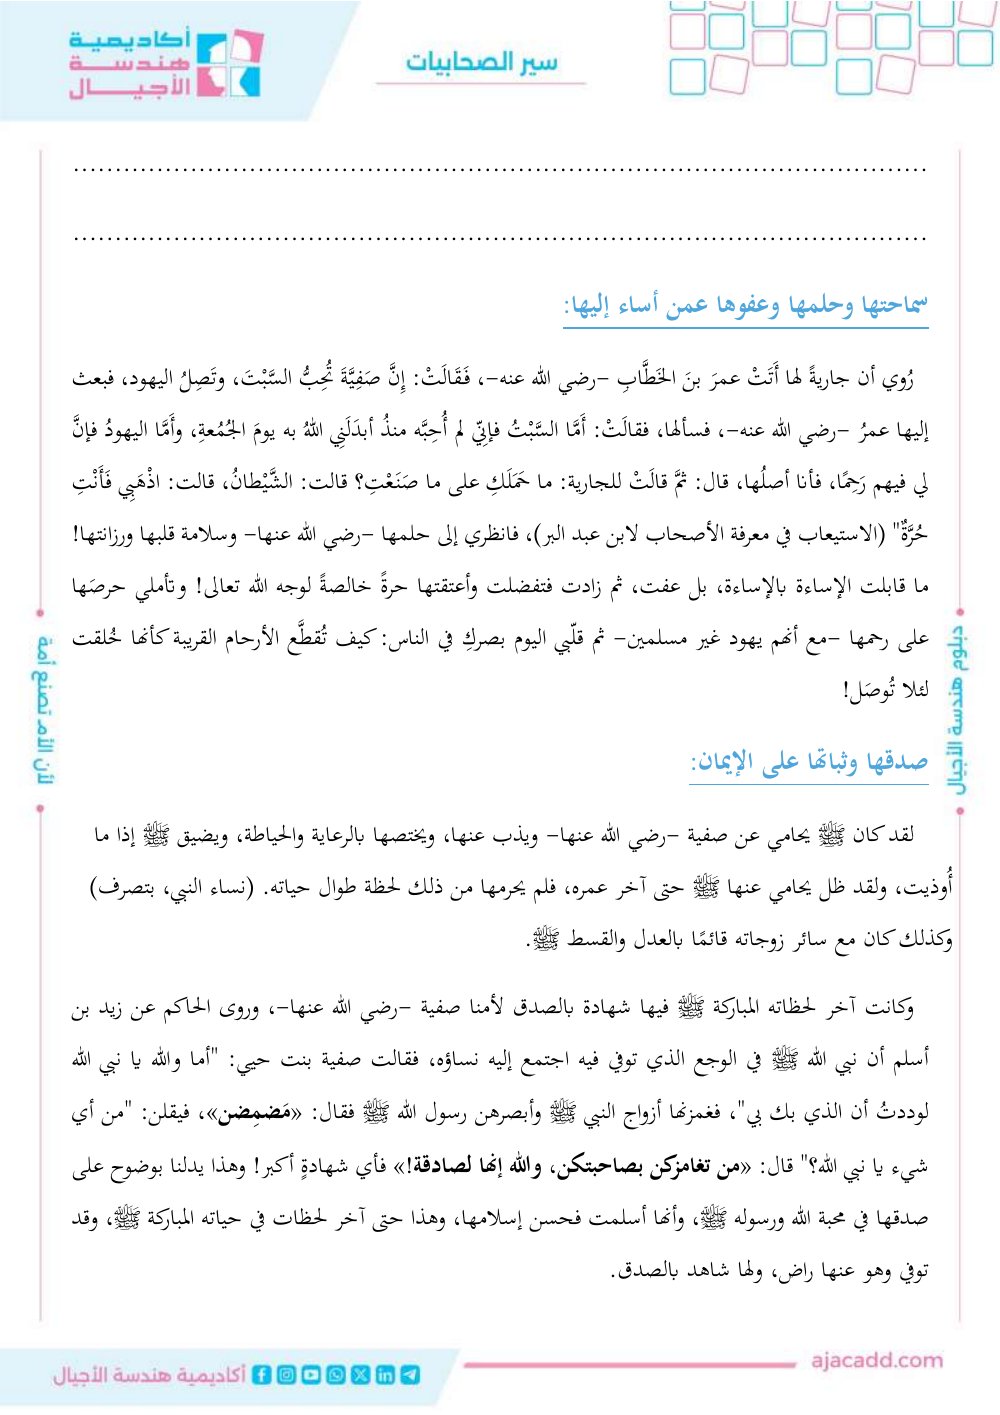 أكاديمية
هندسة
الأجيال
سير الصحابيات
................................................................................
................................................................................
سماحتها وحلمها وعفوها عمن أساء إليها:
رُوي أن جاريةً لها أَتَتْ عمرَ بنَ الخَطَّابِ –رضي الله عنه–، فَقَالَتْ: إِنَّ صَفِيَّةَ تُحِبُّ السَّبْتَ، وتَصِلُ اليهود، فبعث
إليها عمرُ –رضي الله عنه–، فسألها، فقالَتْ: أَمَّا السَّبْتُ فإنِّي لم أُحِبَّه منذُ أبدَلَنِي اللهُ به يومَ الجُمُعةِ، وأَمَّا اليهودُ فإنَّ
لي فيهم رَحِمًا، فأنا أصلُها، قال: ثمَّ قالَتْ للجارية: ما حَمَلَكِ على ما صَنَعْتِ؟ قالت: الشَّيْطانُ، قالت: اذْهَبِي فَأَنْتِ
حُرَّةٌ" (الاستيعاب في معرفة الأصحاب لابن عبد البر)، فانظري إلى حلمها –رضي الله عنها– وسلامة قلبها ورزانتها!
ما قابلت الإساءة بالإساءة، بل عفت، ثم زادت فتفضلت وأعتقتها حرةً خالصةً لوجه الله تعالى! وتأملي حرصَها
على رحمها –مع أنهم يهود غير مسلمين– ثم قلّبي اليوم بصركِ في الناس: كيف تُقطَّع الأرحام القريبة كأنها خُلقت
لئلا تُوصَل!
صدقها وثباتها على الإيمان:
لقد كان ﷺ يحامي عن صفية –رضي الله عنها– ويذب عنها، ويختصها بالرعاية والحياطة، ويضيق ﷺ إذا ما
أُوذيت، ولقد ظل يحامي عنها ﷺ حتى آخر عمره، فلم يحرمها من ذلك لحظة طوال حياته. (نساء النبي، بتصرف)
وكذلك كان مع سائر زوجاته قائمًا بالعدل والقسط ﷺ.
وكانت آخر لحظاته المباركة ﷺ فيها شهادة بالصدق لأمنا صفية –رضي الله عنها–، وروى الحاكم عن زيد بن
أسلم أن نبي الله ﷺ في الوجع الذي توفي فيه اجتمع إليه نساؤه، فقالت صفية بنت حيي: "أما والله يا نبي الله
لوددتُ أن الذي بك بي"، فغمزنها أزواج النبي ﷺ وأبصرهن رسول الله ﷺ فقال: «مَضمِضن»، فيقلن: "من أي
شيء يا نبي الله؟" قال: «من تغامزكن بصاحبتكن، والله إنها لصادقة!» فأي شهادةٍ أكبر! وهذا يدلنا بوضوح على
صدقها في محبة الله ورسوله ﷺ، وأنها أسلمت فحسن إسلامها، وهذا حتى آخر لحظات في حياته المباركة ﷺ، وقد
توفي وهو عنها راض، ولها شاهد بالصدق.
دبلوم هندسة الأجيال
لأن الأم تصنع أمة
أكاديمية هندسة الأجيال
ajacadd.com